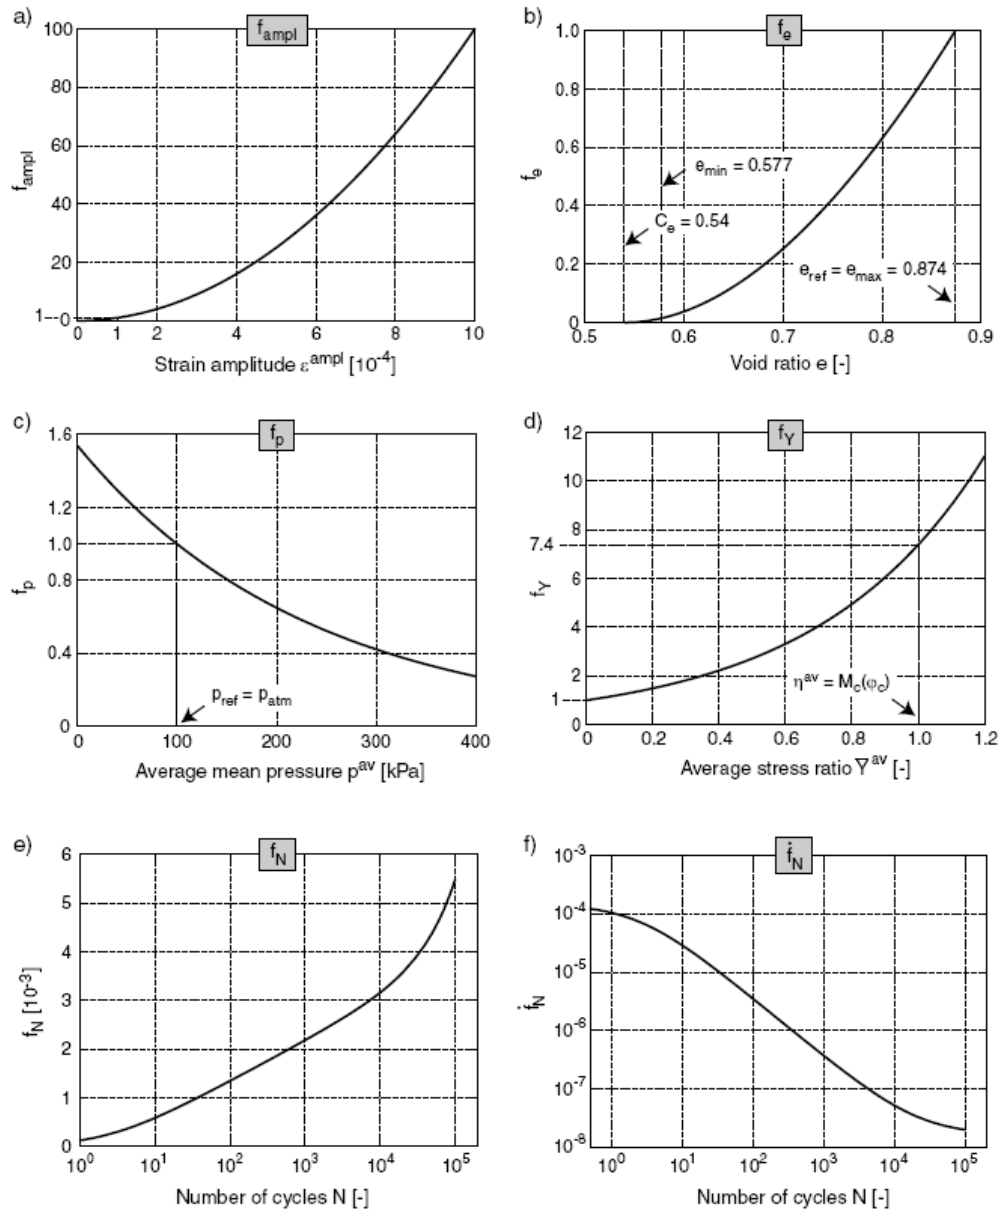 a)
f_ampl
100
80
60
40
20
1
0
f_ampl
0 2 4 6 8 10
Strain amplitude ε^ampl [10^-4]
b)
f_e
1.0
0.8
0.6
0.4
0.2
0
f_e
e_min = 0.577
C_e = 0.54
e_ref = e_max = 0.874
0.5 0.6 0.7 0.8 0.9
Void ratio e [-]
c)
f_p
1.6
1.2
1.0
0.8
0.4
0
f_p
p_ref = p_atm
0 100 200 300 400
Average mean pressure p^av [kPa]
d)
f_Y
12
10
8
7.4
6
4
2
1
0
f_Y
η^av = M_c(φ_c)
0 0.2 0.4 0.6 0.8 1.0 1.2
Average stress ratio Y̅^av [-]
e)
f_N
6
5
4
3
2
1
0
f_N [10^-3]
10^0 10^1 10^2 10^3 10^4 10^5
Number of cycles N [-]
f)
ḟ_N
10^-3
10^-4
10^-5
10^-6
10^-7
10^-8
ḟ_N
10^0 10^1 10^2 10^3 10^4 10^5
Number of cycles N [-]